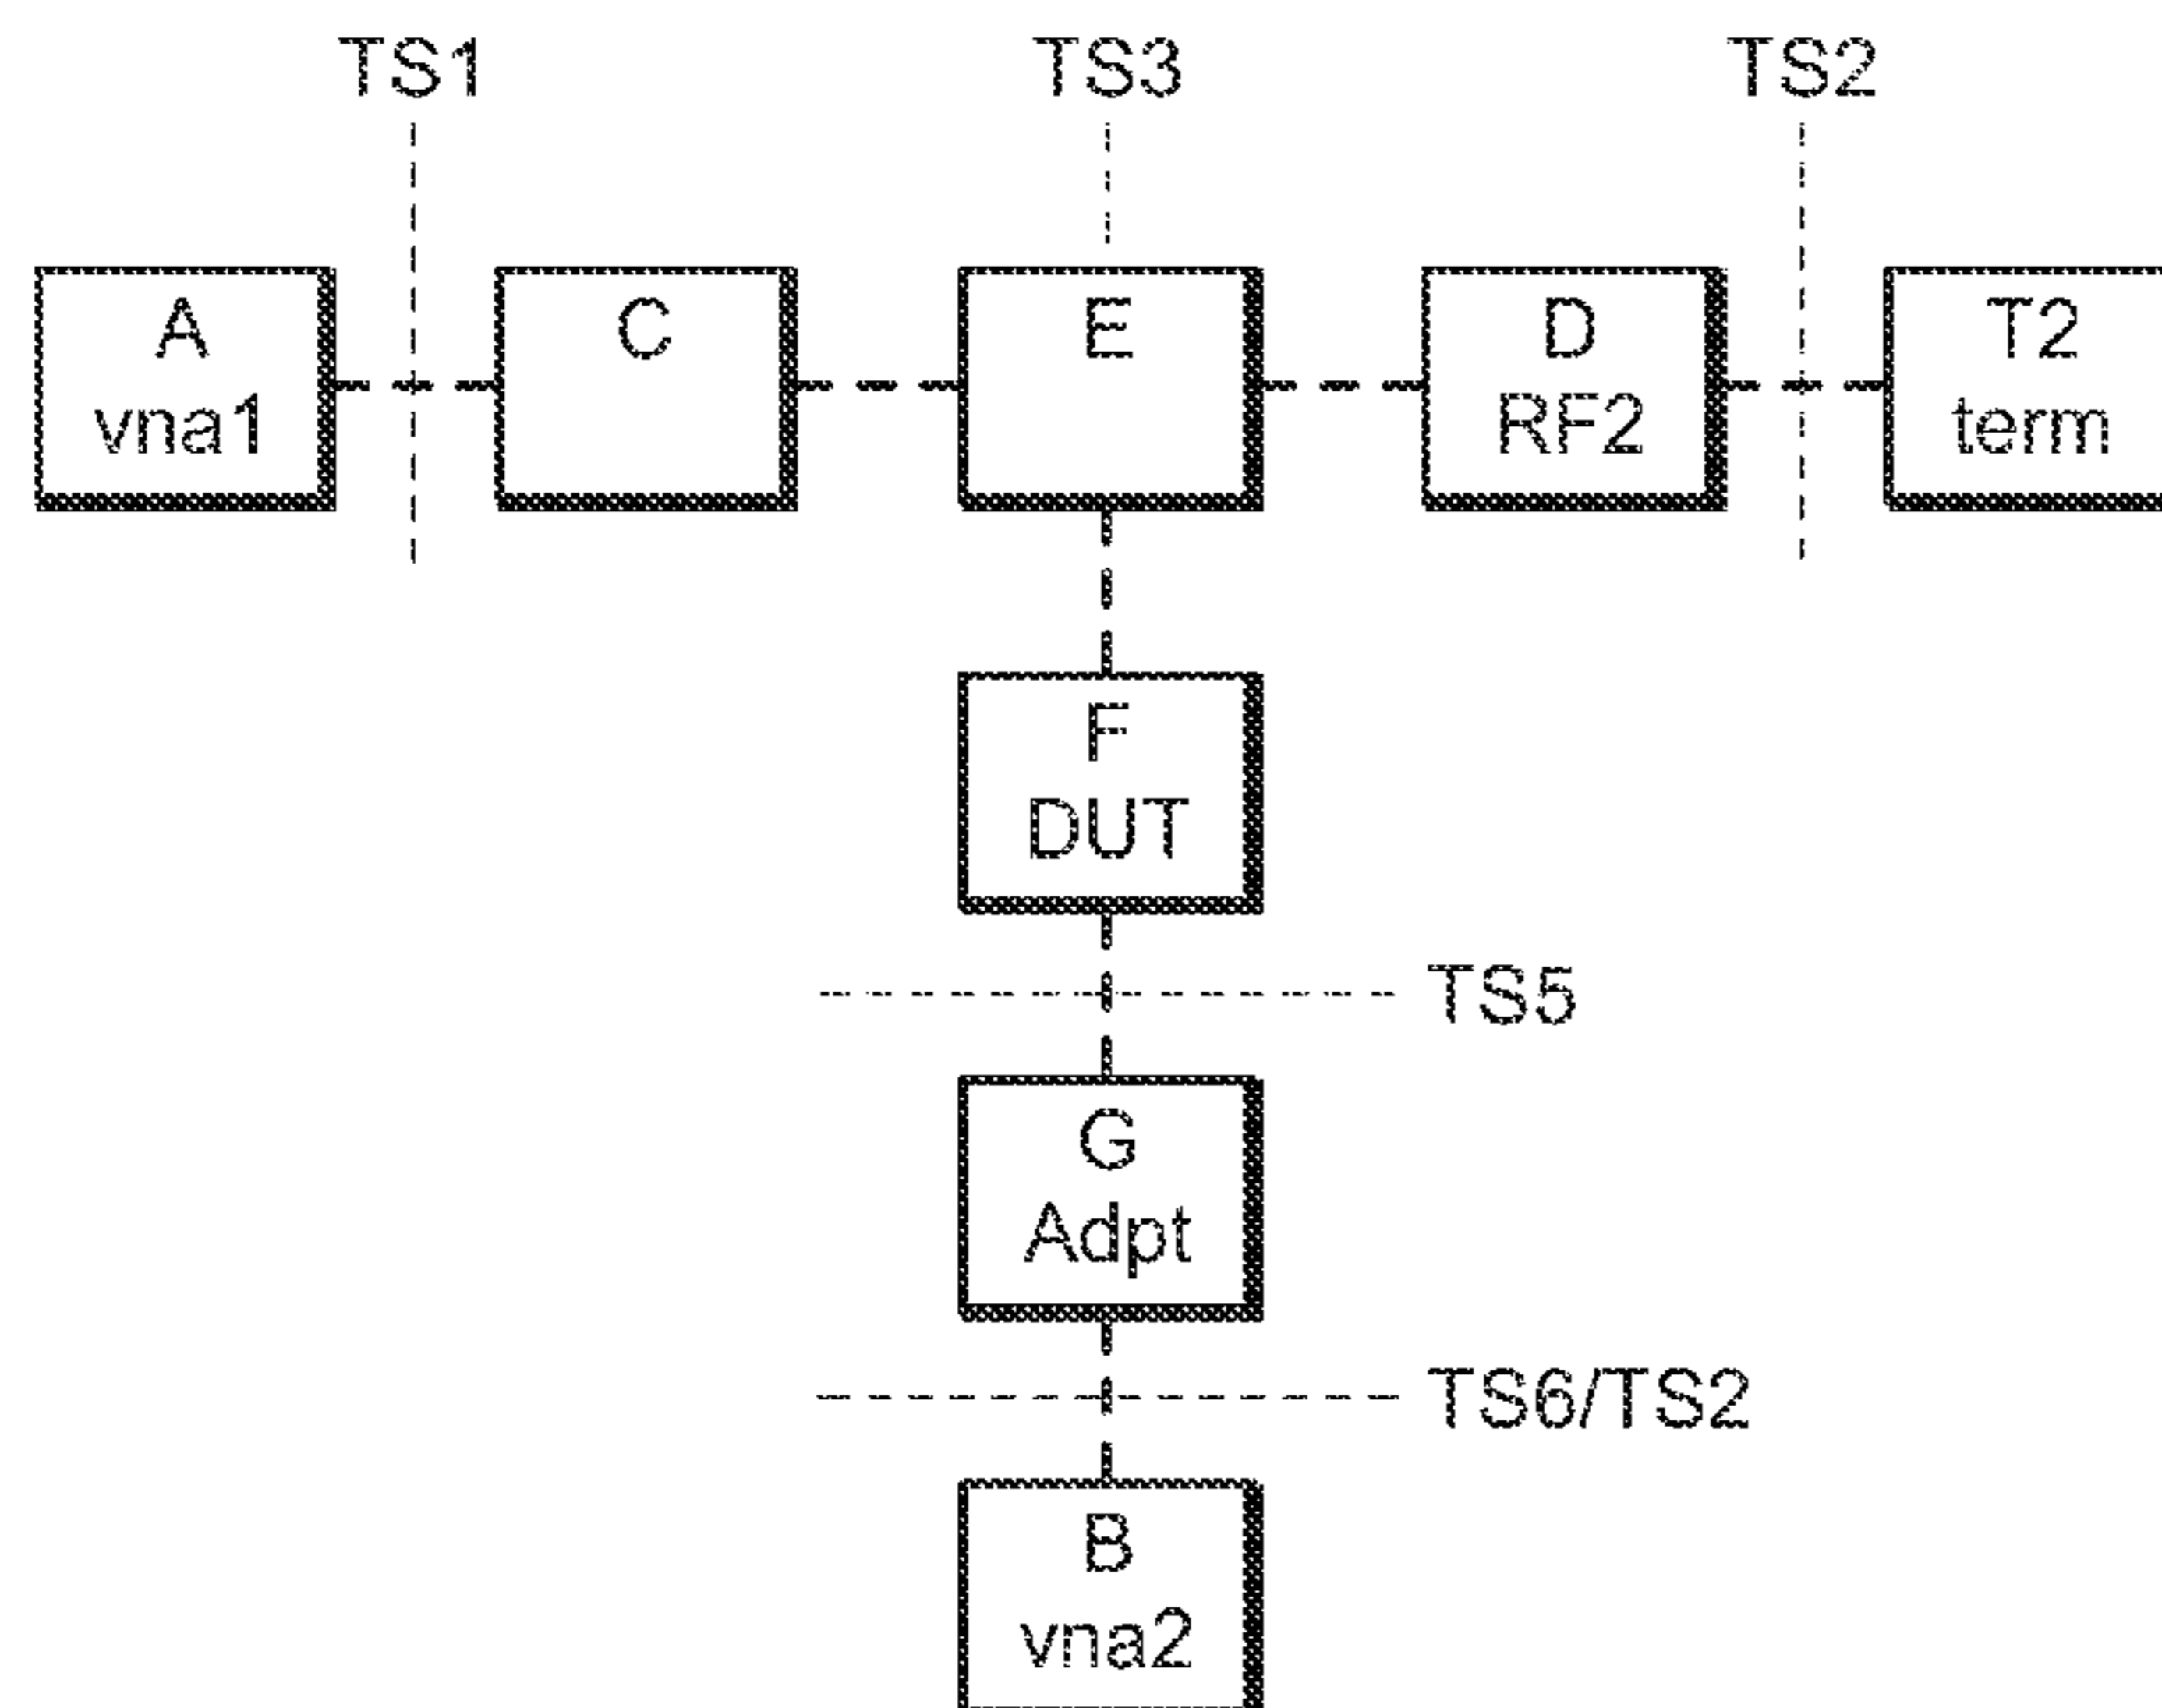 TS1 TS3 TS2
A C E D T2
vna1 RF2 term
F
DUT
TS5
G
Adpt
TS6/TS2
B
vna2